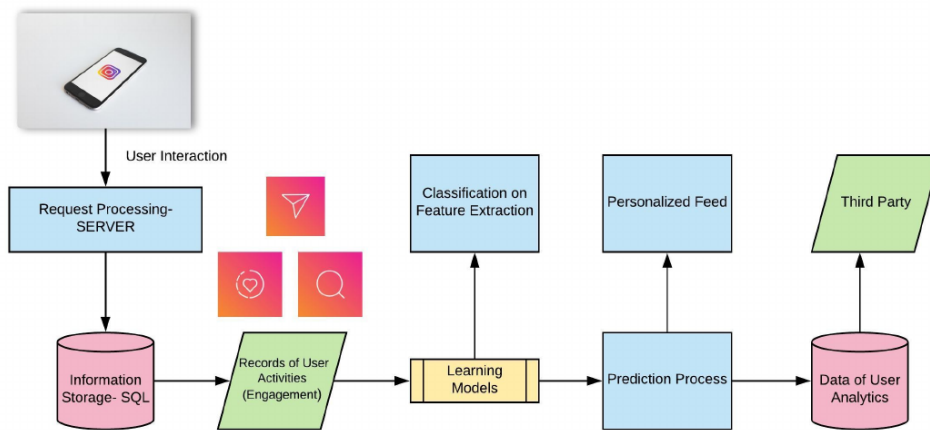 User Interaction
Request Processing-
SERVER
Information
Storage- SQL
Records of User
Activities
(Engagement)
Classification on
Feature Extraction
Learning
Models
Personalized Feed
Prediction Process
Third Party
Data of User
Analytics